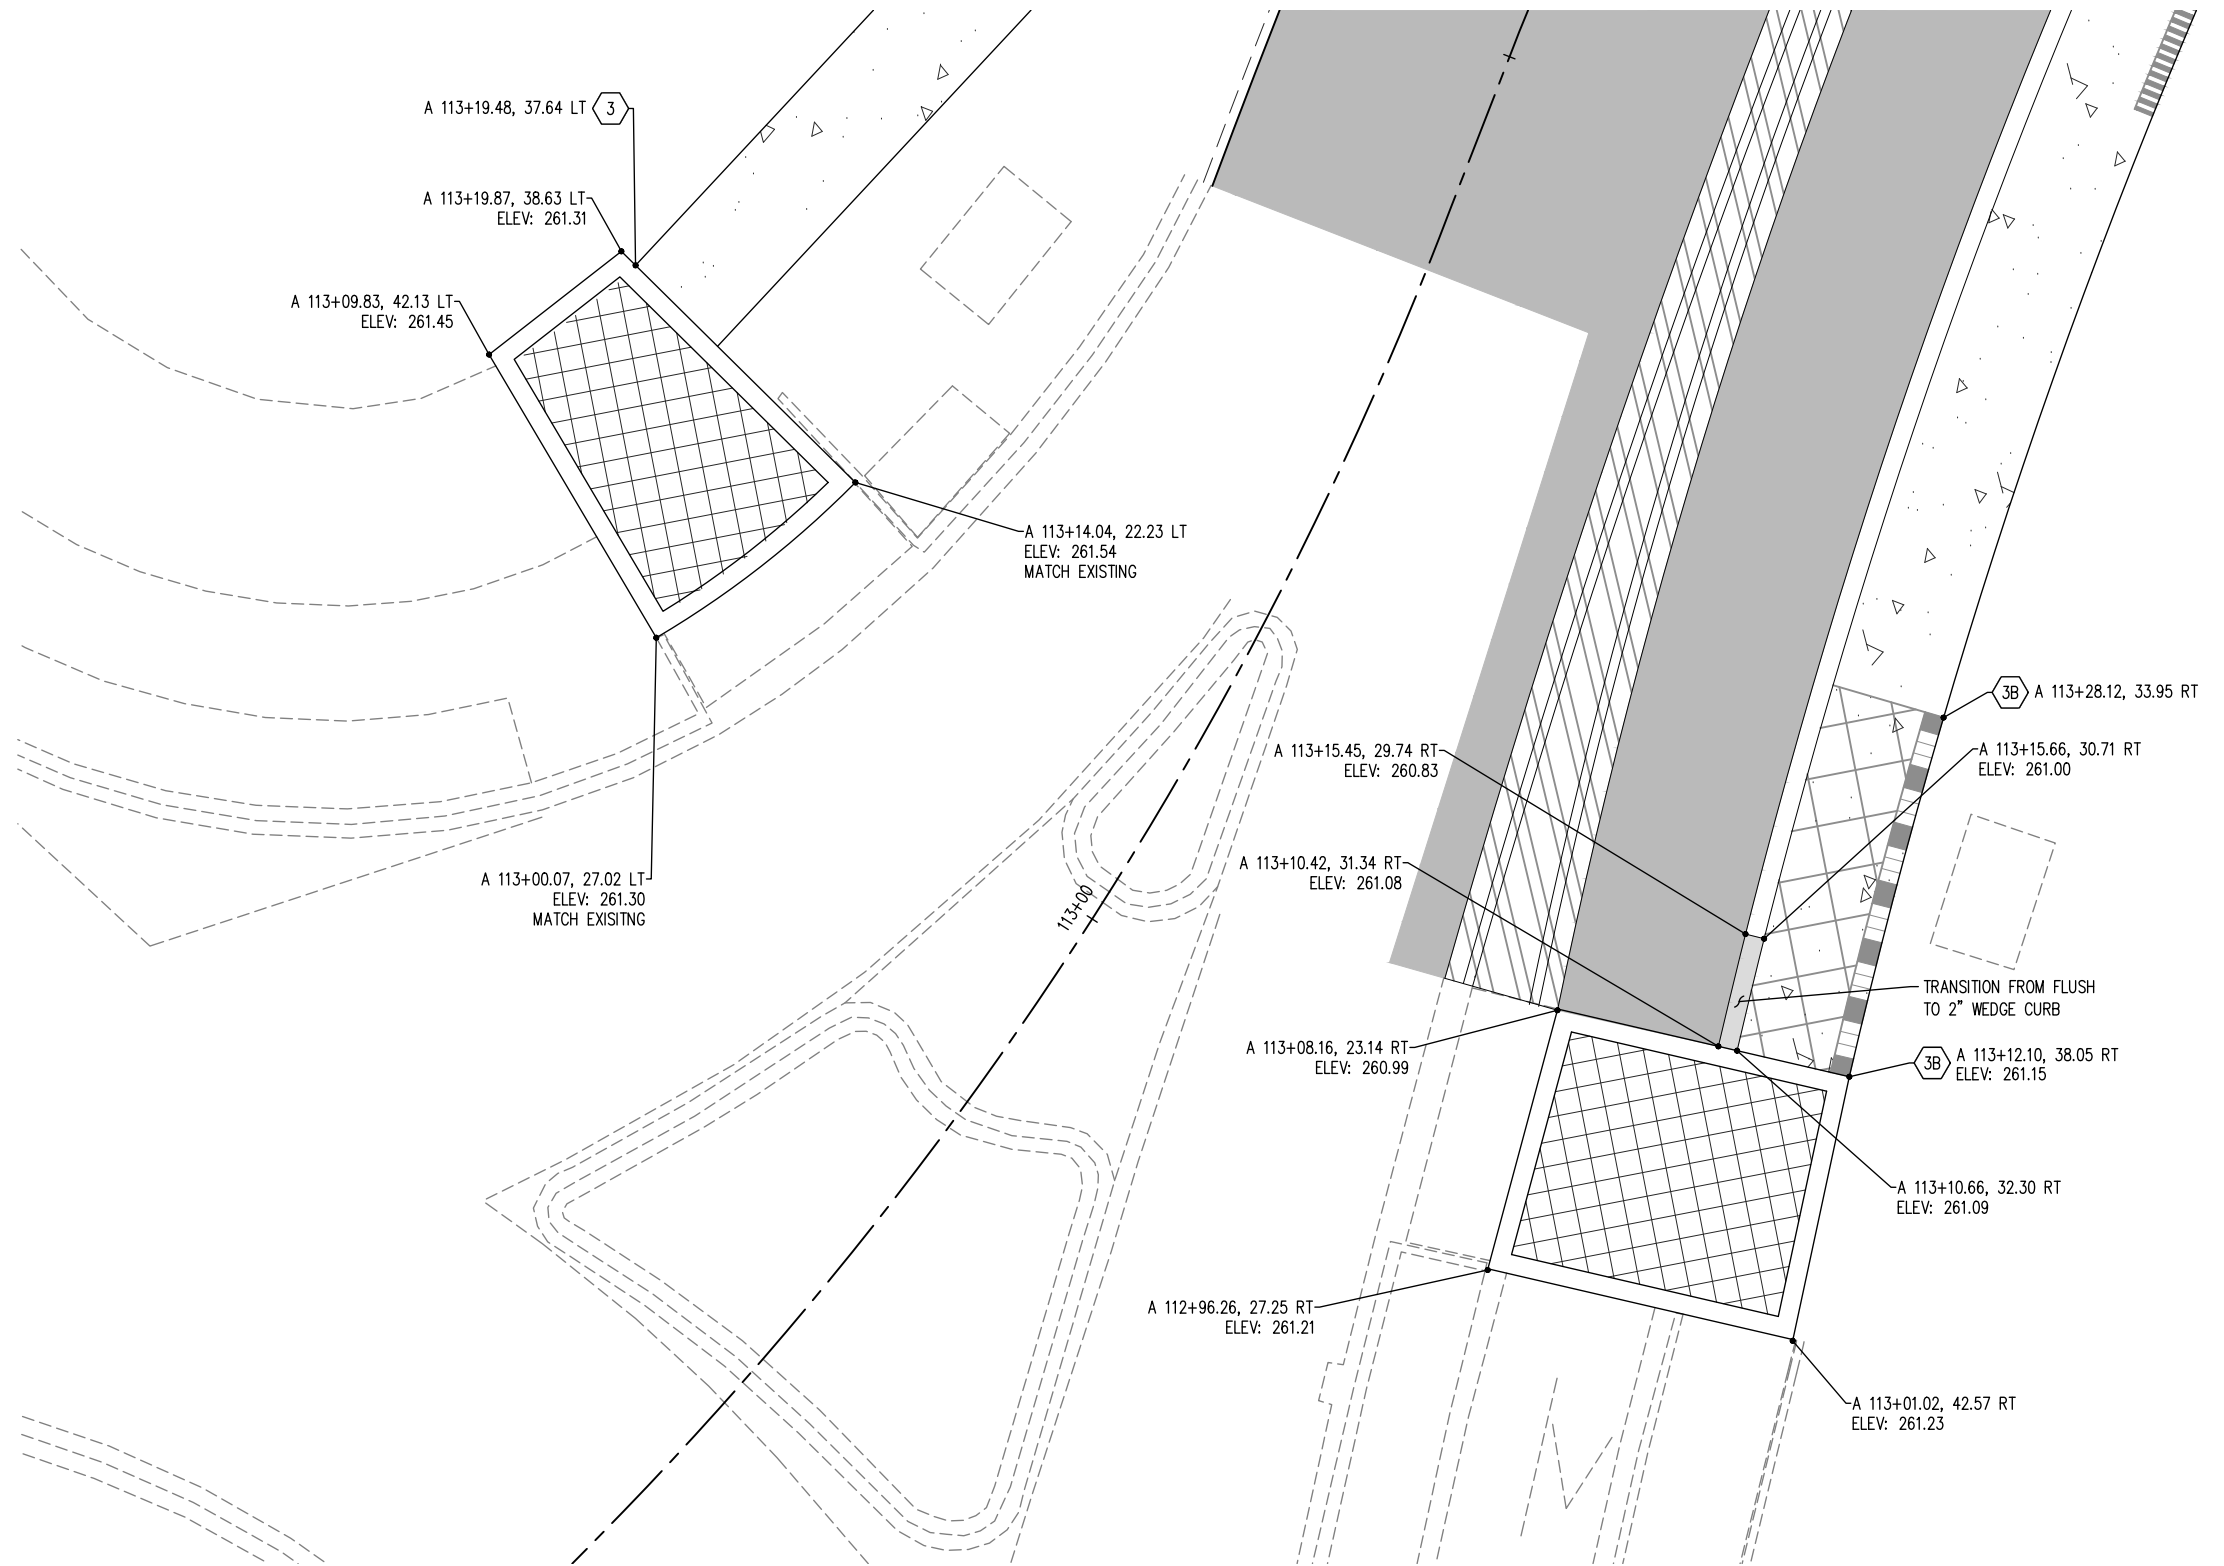 A 113+19.48, 37.64 LT 3
A 113+19.87, 38.63 LT
ELEV: 261.31
A 113+09.83, 42.13 LT
ELEV: 261.45
A 113+14.04, 22.23 LT
ELEV: 261.54
MATCH EXISTING
A 113+00.07, 27.02 LT
ELEV: 261.30
MATCH EXISITNG
113+00
3B A 113+28.12, 33.95 RT
A 113+15.45, 29.74 RT
ELEV: 260.83
A 113+15.66, 30.71 RT
ELEV: 261.00
A 113+10.42, 31.34 RT
ELEV: 261.08
TRANSITION FROM FLUSH
TO 2" WEDGE CURB
A 113+08.16, 23.14 RT
ELEV: 260.99
3B A 113+12.10, 38.05 RT
ELEV: 261.15
A 113+10.66, 32.30 RT
ELEV: 261.09
A 112+96.26, 27.25 RT
ELEV: 261.21
A 113+01.02, 42.57 RT
ELEV: 261.23